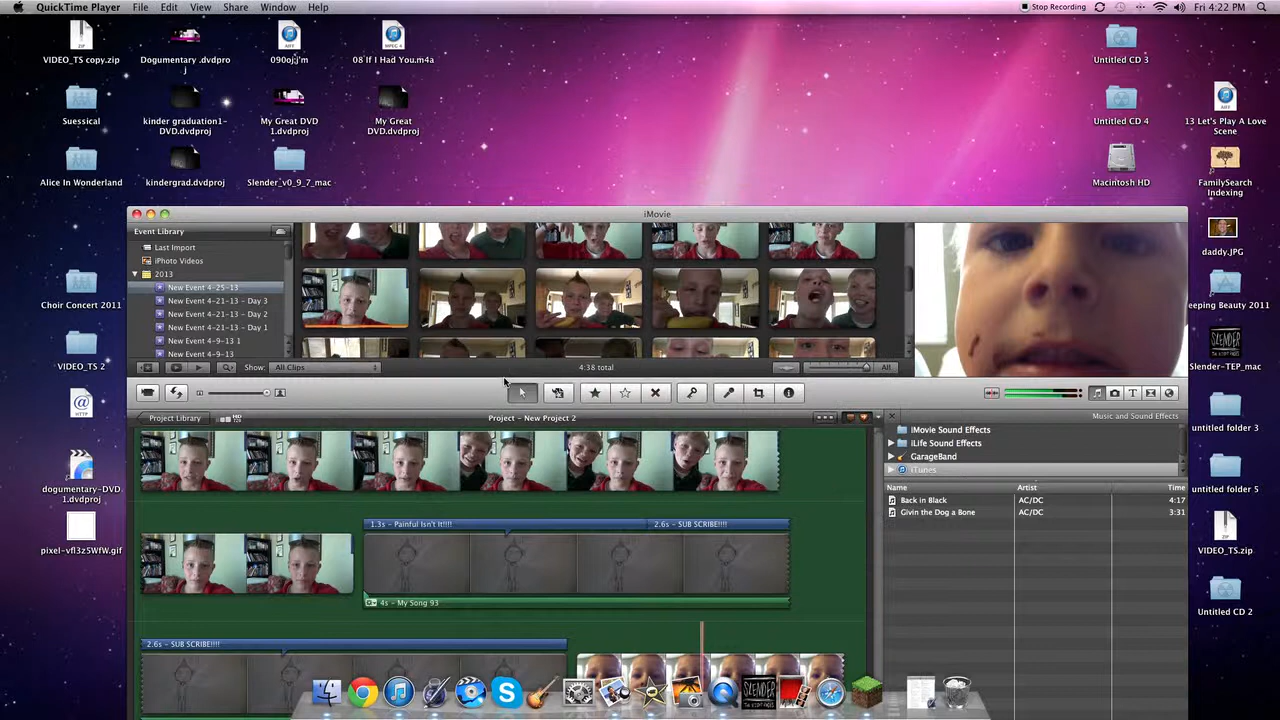 QuickTime Player File Edit View Share Window Help Stop Recording Fri 4:22 PM
VIDEO_TS copy.zip
Dogumentary .dvdproj
090oj;j'm
08 If I Had You.m4a
Untitled CD 3
Suessical
kinder graduation1-DVD.dvdproj
My Great DVD 1.dvdproj
My Great DVD.dvdproj
Untitled CD 4
13 Let's Play A Love Scene
Alice In Wonderland
kindergrad.dvdproj
Slender_v0_9_7_mac
Macintosh HD
FamilySearch Indexing
daddy.JPG
Choir Concert 2011
eeping Beauty 2011
VIDEO_TS 2
Slender-TEP_mac
HTTP
untitled folder 3
dogumentary-DVD 1.dvdproj
untitled folder 5
pixel-vfl3z5WfW.gif
VIDEO_TS.zip
Untitled CD 2
iMovie
Event Library
Last Import
iPhoto Videos
2013
New Event 4-25-13
New Event 4-21-13 - Day 3
New Event 4-21-13 - Day 2
New Event 4-21-13 - Day 1
New Event 4-9-13 1
New Event 4-9-13
Show: All Clips
4:38 total
All
Project Library
Project - New Project 2
Music and Sound Effects
1.3s - Painful Isn't It!!!!
2.6s - SUB SCRIBE!!!!
4s - My Song 93
2.6s - SUB SCRIBE!!!!
iMovie Sound Effects
iLife Sound Effects
GarageBand
iTunes
Name Artist Time
Back in Black AC/DC 4:17
Givin the Dog a Bone AC/DC 3:31
SLENDER